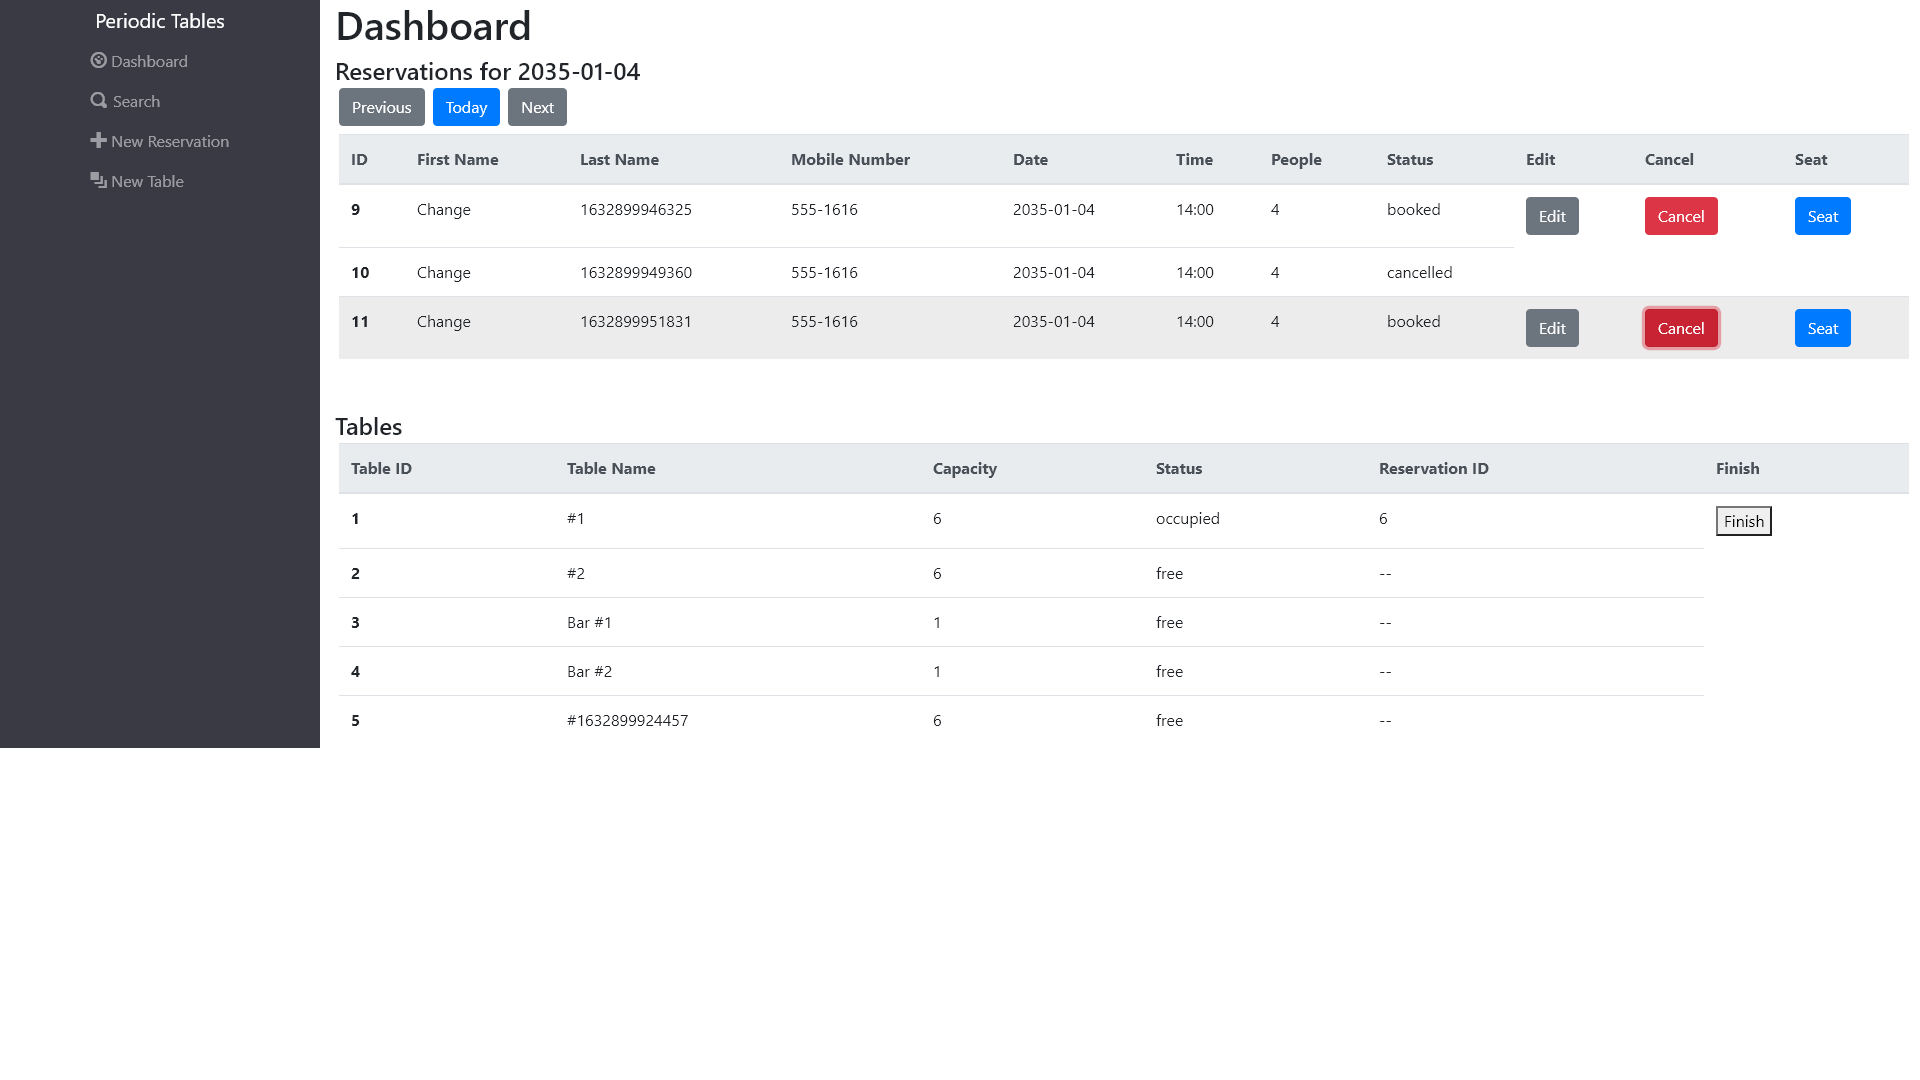 Periodic Tables
Dashboard
Search
New Reservation
New Table
Dashboard
Reservations for 2035-01-04
Previous Today Next
ID First Name Last Name Mobile Number Date Time People Status Edit Cancel Seat
9 Change 1632899946325 555-1616 2035-01-04 14:00 4 booked Edit Cancel Seat
10 Change 1632899949360 555-1616 2035-01-04 14:00 4 cancelled
11 Change 1632899951831 555-1616 2035-01-04 14:00 4 booked Edit Cancel Seat
Tables
Table ID Table Name Capacity Status Reservation ID Finish
1 #1 6 occupied 6 Finish
2 #2 6 free --
3 Bar #1 1 free --
4 Bar #2 1 free --
5 #1632899924457 6 free --